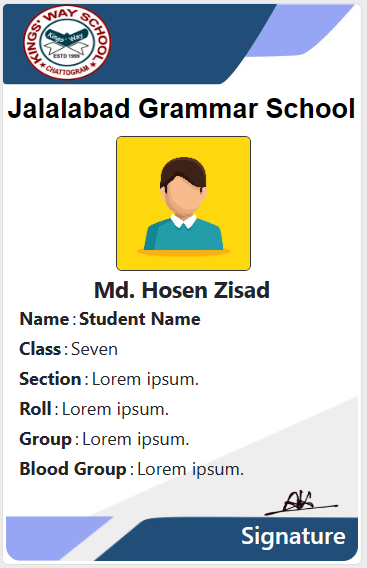 KINGS' WAY SCHOOL
Kings' Way
ESTD 1999
CHATTOGRAM
Jalalabad Grammar School
Md. Hosen Zisad
Name : Student Name
Class : Seven
Section : Lorem ipsum.
Roll : Lorem ipsum.
Group : Lorem ipsum.
Blood Group : Lorem ipsum.
Signature